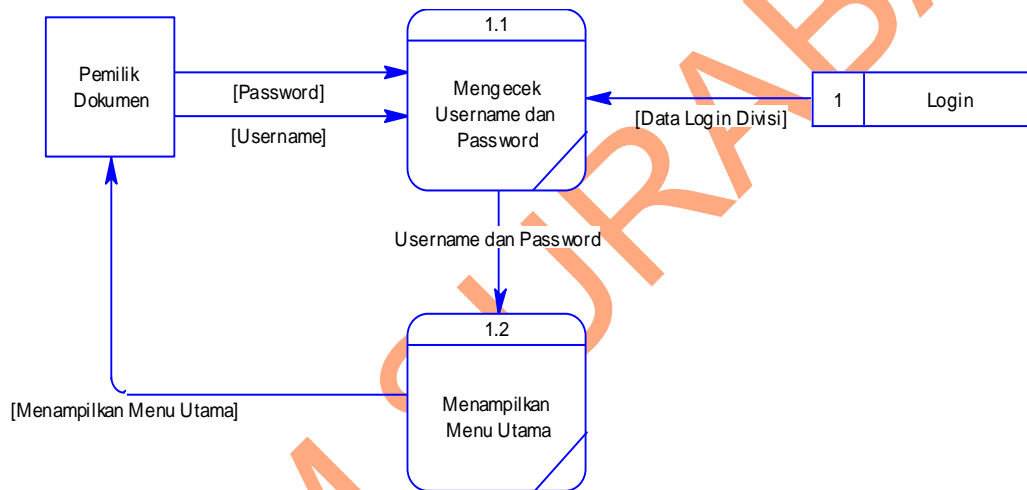 1.1
Pemilik
Dokumen
Mengecek
Username dan
Password
[Password]
[Username]
1
Login
[Data Login Divisi]
Username dan Password
1.2
Menampilkan
Menu Utama
[Menampilkan Menu Utama]
M SURABA